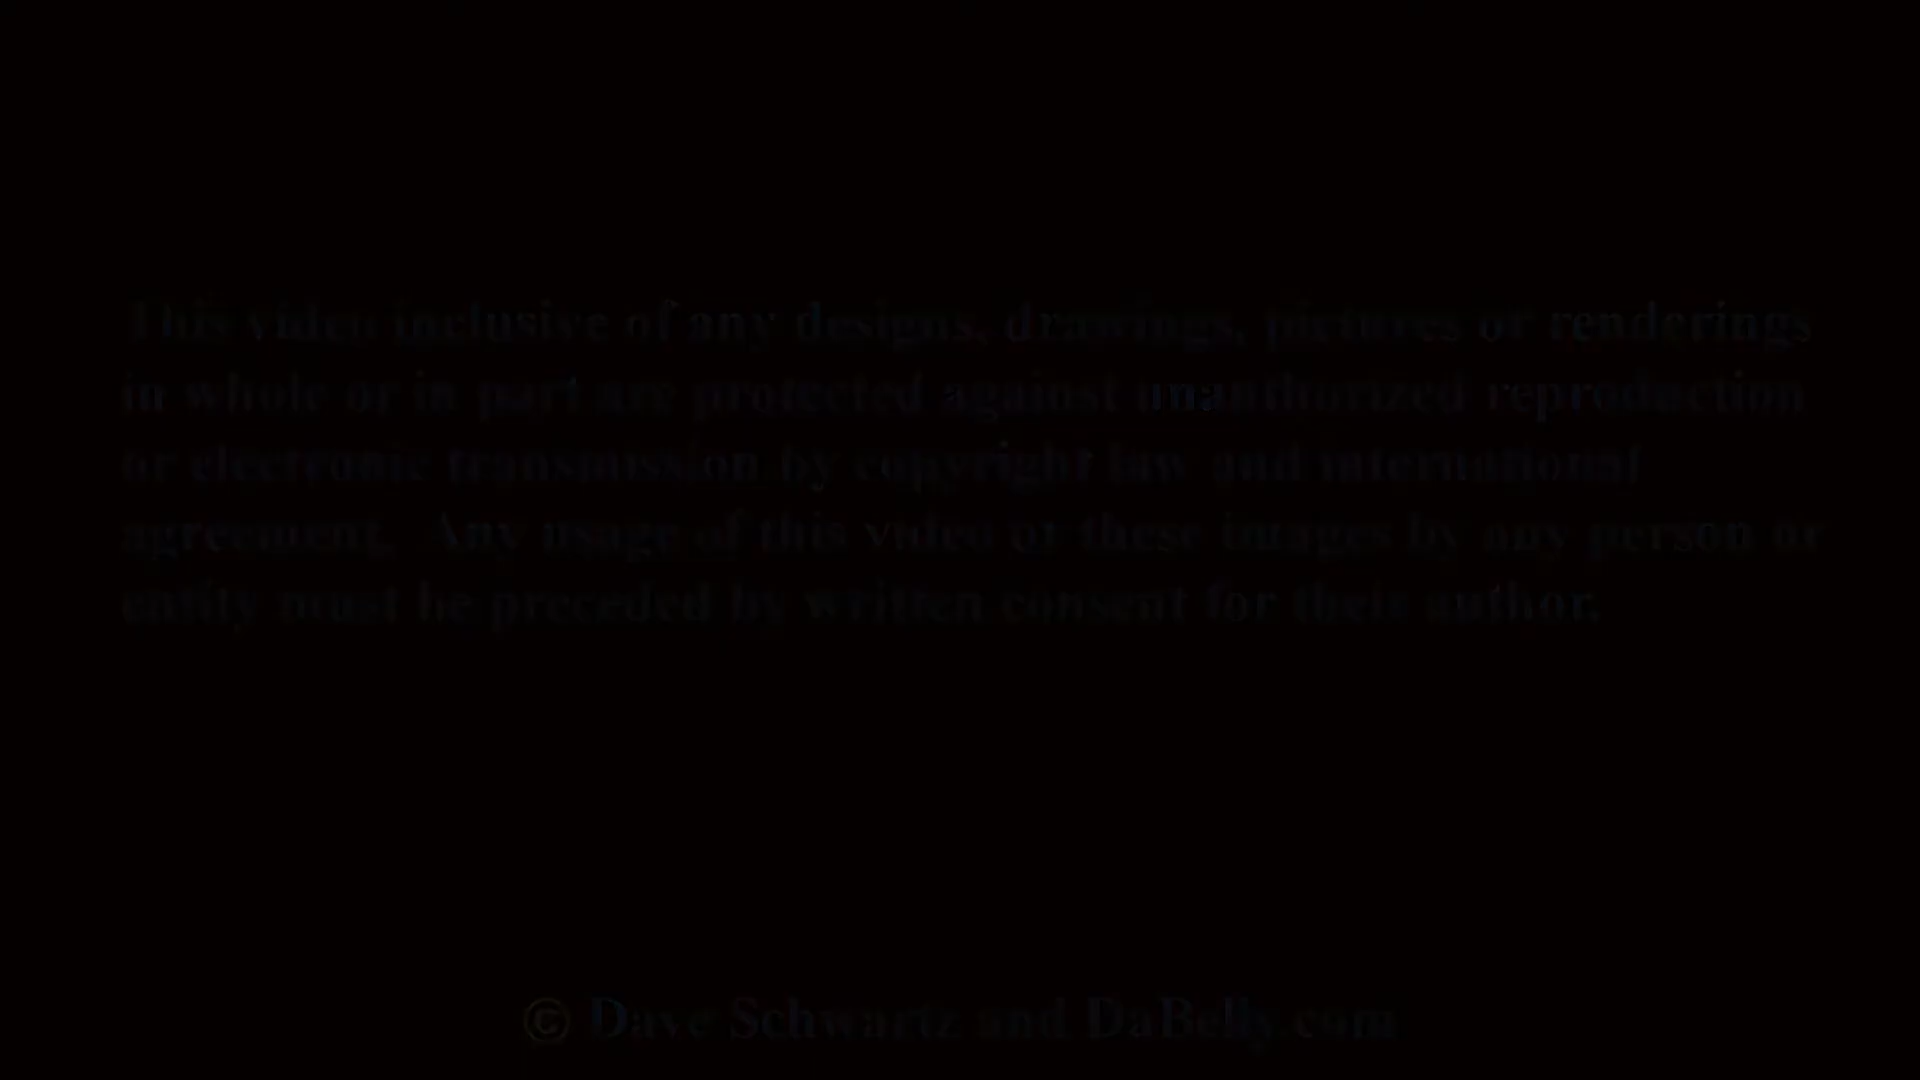 This video inclusive of any designs, drawings, pictures or renderings
in whole or in part are protected against unauthorized reproduction
or electronic transmission by copyright law and international
agreement.  Any usage of this video or these images by any person or
entity must be preceded by written consent for their author.
© Dave Schwartz and DaBelly.com